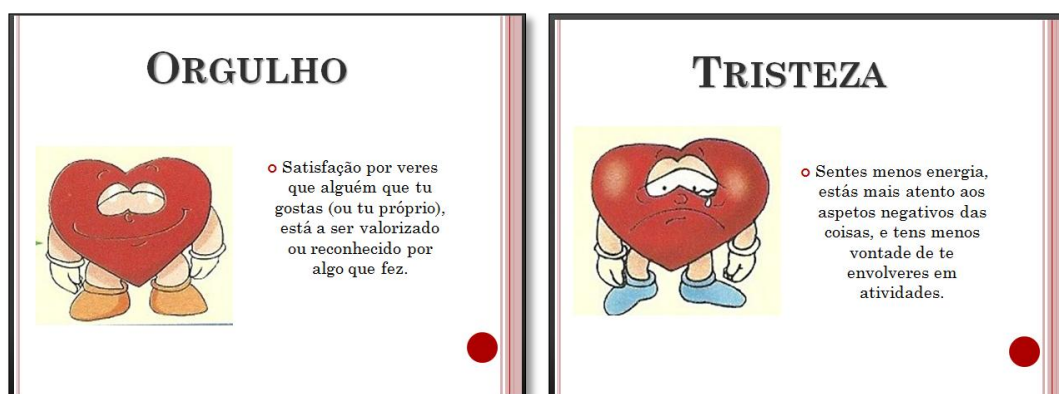 ORGULHO
Satisfação por veres
que alguém que tu
gostas (ou tu próprio),
está a ser valorizado
ou reconhecido por
algo que fez.
TRISTEZA
Sentes menos energia,
estás mais atento aos
aspetos negativos das
coisas, e tens menos
vontade de te
envolveres em
atividades.